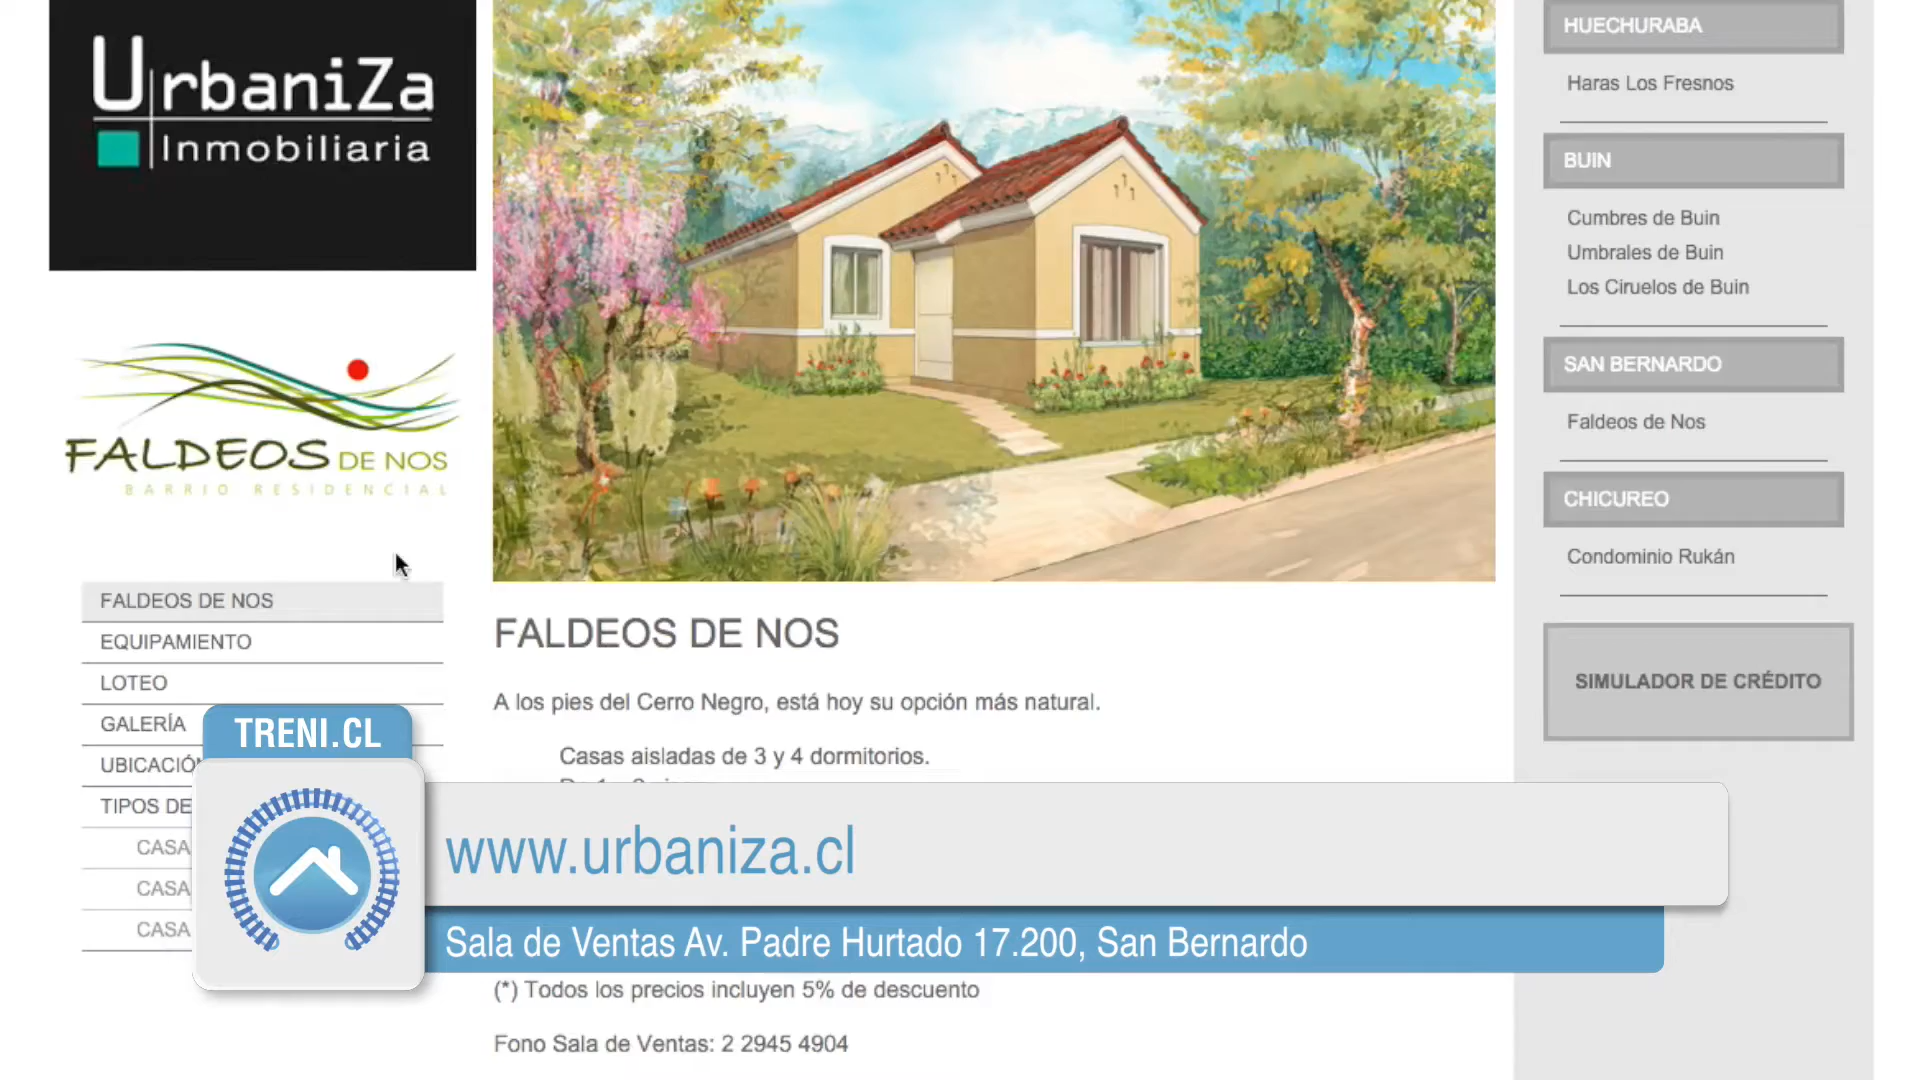 UrbaniZa
Inmobiliaria
FALDEOS DE NOS
BARRIO RESIDENCIAL
FALDEOS DE NOS
EQUIPAMIENTO
LOTEO
GALERÍA
UBICACIÓN
TIPOS DE
CASA
CASA
CASA
FALDEOS DE NOS
A los pies del Cerro Negro, está hoy su opción más natural.
Casas aisladas de 3 y 4 dormitorios.
(*) Todos los precios incluyen 5% de descuento
Fono Sala de Ventas: 2 2945 4904
HUECHURABA
Haras Los Fresnos
BUIN
Cumbres de Buin
Umbrales de Buin
Los Ciruelos de Buin
SAN BERNARDO
Faldeos de Nos
CHICUREO
Condominio Rukán
SIMULADOR DE CRÉDITO
TRENI.CL
www.urbaniza.cl
Sala de Ventas Av. Padre Hurtado 17.200, San Bernardo